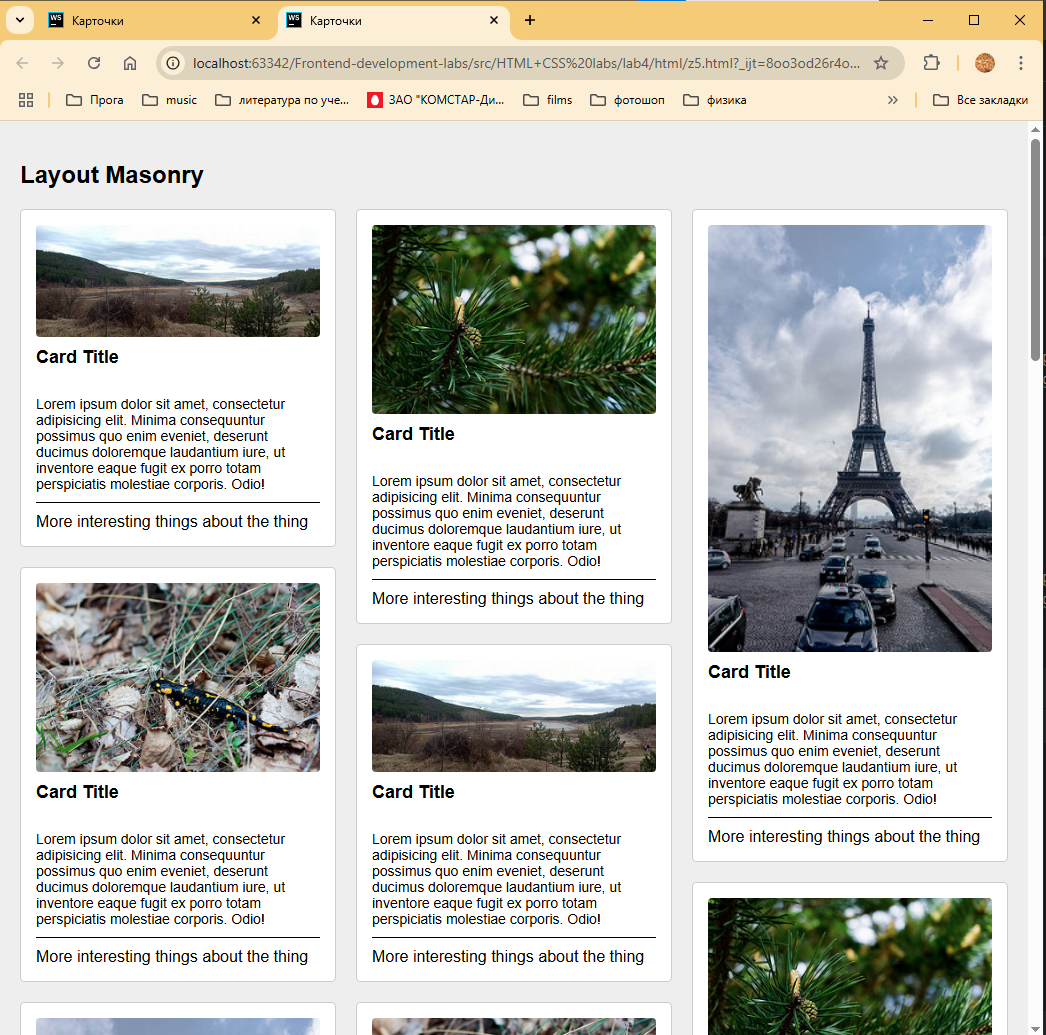 Карточки
Карточки
localhost:63342/Frontend-development-labs/src/HTML+CSS%20labs/lab4/html/z5.html?_ijt=8oo3od26r4o...
Прога
music
литература по уче...
ЗАО "КОМСТАР-Ди...
films
фотошоп
физика
Все закладки
Layout Masonry
Card Title
Lorem ipsum dolor sit amet, consectetur
adipisicing elit. Minima consequuntur
possimus quo enim eveniet, deserunt
ducimus doloremque laudantium iure, ut
inventore eaque fugit ex porro totam
perspiciatis molestiae corporis. Odio!
More interesting things about the thing
Card Title
Lorem ipsum dolor sit amet, consectetur
adipisicing elit. Minima consequuntur
possimus quo enim eveniet, deserunt
ducimus doloremque laudantium iure, ut
inventore eaque fugit ex porro totam
perspiciatis molestiae corporis. Odio!
More interesting things about the thing
Card Title
Lorem ipsum dolor sit amet, consectetur
adipisicing elit. Minima consequuntur
possimus quo enim eveniet, deserunt
ducimus doloremque laudantium iure, ut
inventore eaque fugit ex porro totam
perspiciatis molestiae corporis. Odio!
More interesting things about the thing
Card Title
Lorem ipsum dolor sit amet, consectetur
adipisicing elit. Minima consequuntur
possimus quo enim eveniet, deserunt
ducimus doloremque laudantium iure, ut
inventore eaque fugit ex porro totam
perspiciatis molestiae corporis. Odio!
More interesting things about the thing
Card Title
Lorem ipsum dolor sit amet, consectetur
adipisicing elit. Minima consequuntur
possimus quo enim eveniet, deserunt
ducimus doloremque laudantium iure, ut
inventore eaque fugit ex porro totam
perspiciatis molestiae corporis. Odio!
More interesting things about the thing